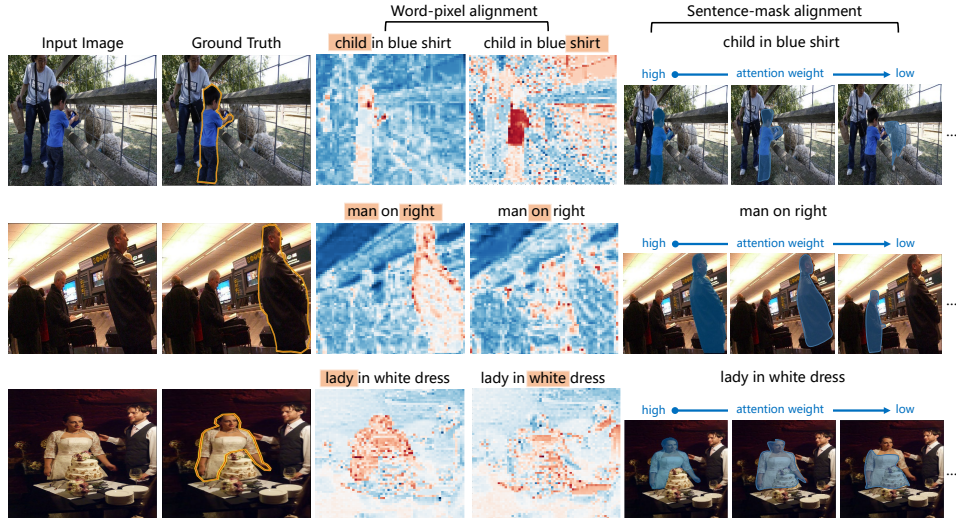 Word-pixel alignment
Sentence-mask alignment
Input Image
Ground Truth
child in blue shirt
child in blue shirt
child in blue shirt
high
attention weight
low
...
man on right
man on right
man on right
high
attention weight
low
...
lady in white dress
lady in white dress
lady in white dress
high
attention weight
low
...